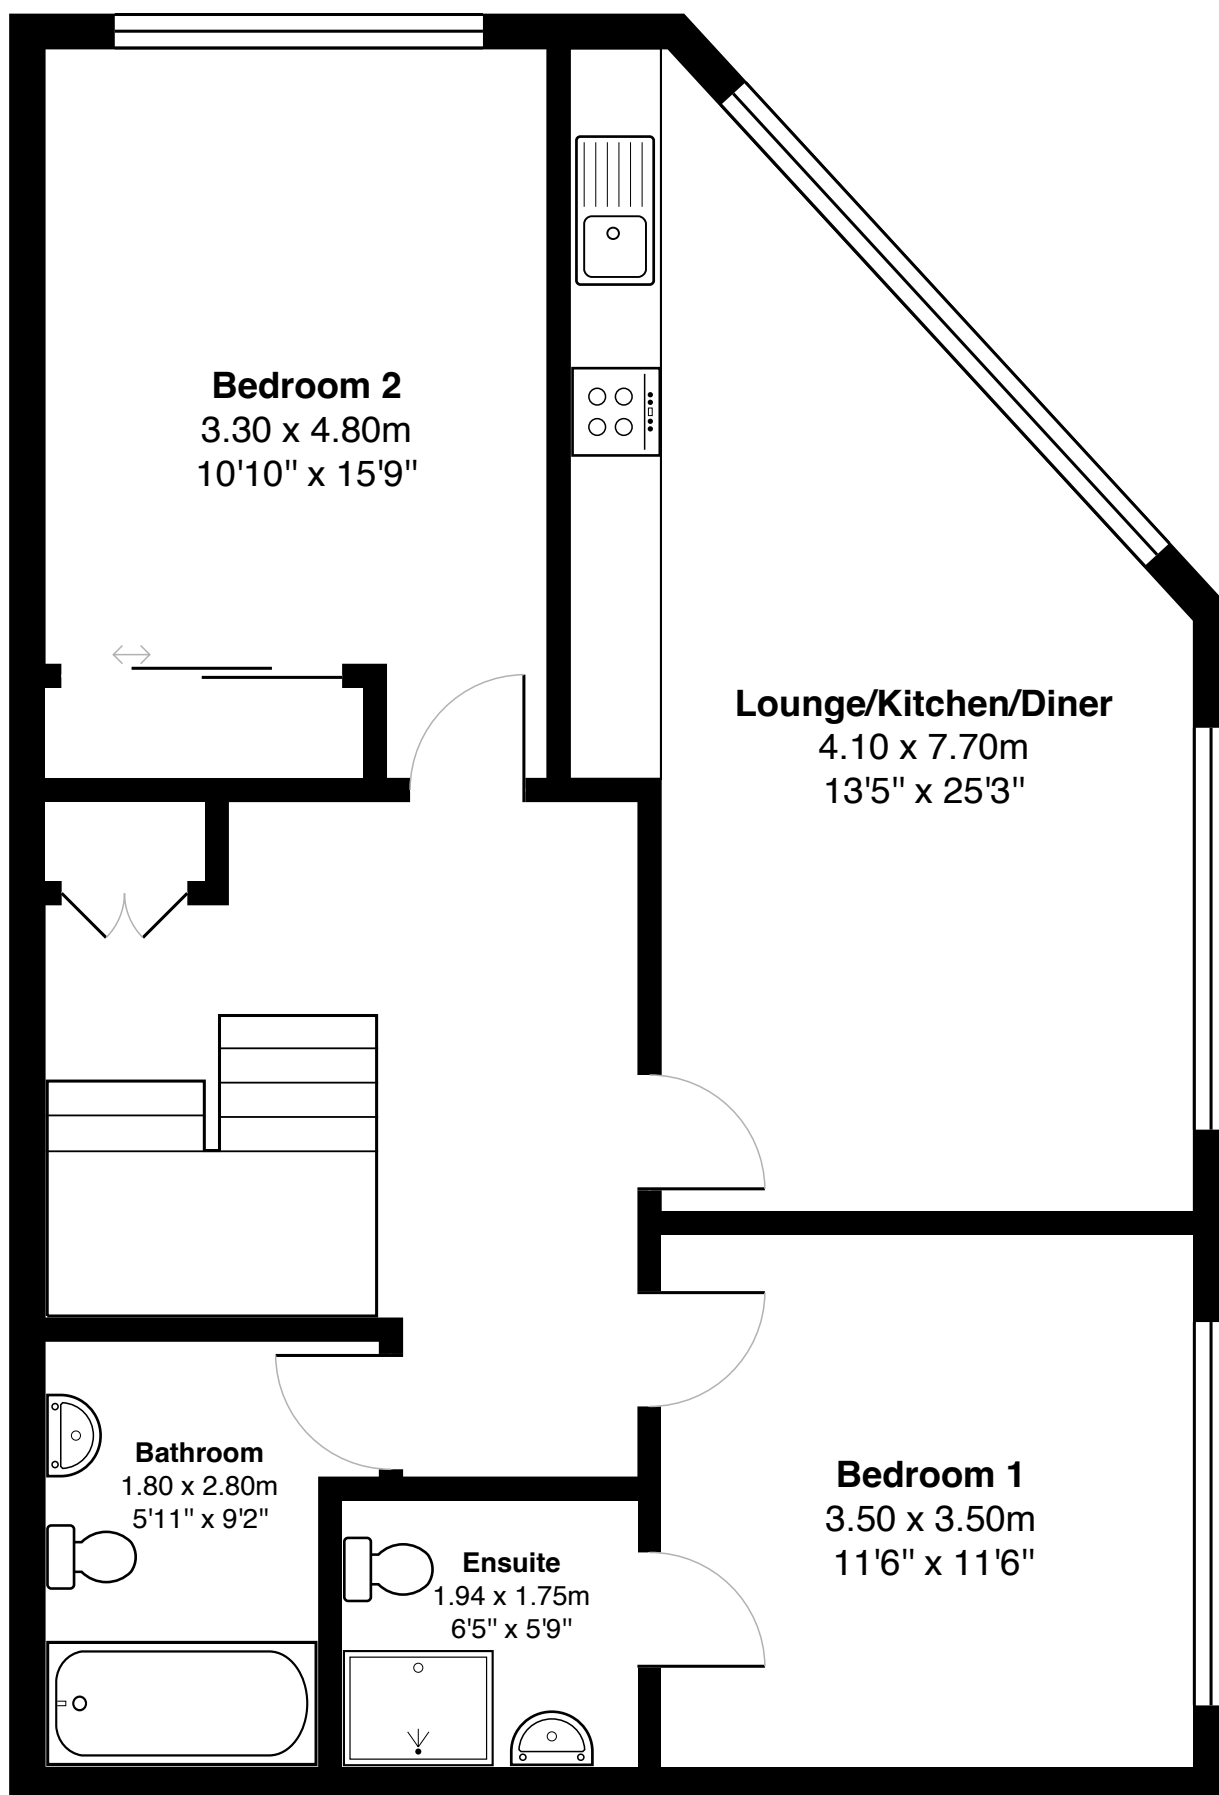 Bedroom 2
3.30 x 4.80m
10'10" x 15'9"
Lounge/Kitchen/Diner
4.10 x 7.70m
13'5" x 25'3"
Bathroom
1.80 x 2.80m
5'11" x 9'2"
Ensuite
1.94 x 1.75m
6'5" x 5'9"
Bedroom 1
3.50 x 3.50m
11'6" x 11'6"